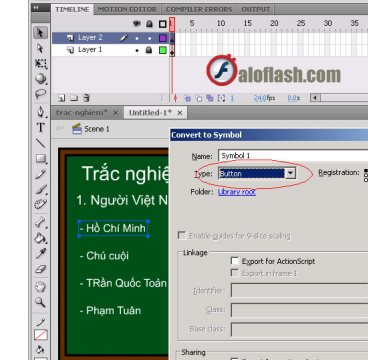 TIMELINE MOTION EDITOR COMPILER ERRORS OUTPUT
5 10 15 20 25 30 35
Layer 2
Layer 1
aloflash.com
1 24.0fps 0.0s
trac-nghiem* × Untitled-1* ×
Scene 1
Convert to Symbol
Name: Symbol 1
Type: Button Registration:
Folder: Library root
Enable guides for 9-slice scaling
Linkage
Export for ActionScript
Export in frame 1
Identifier:
Class:
Base class:
Sharing
Trắc nghiệ
1. Người Việt N
- Hồ Chí Minh
- Chú cuội
- TRần Quốc Toản
- Phạm Tuân